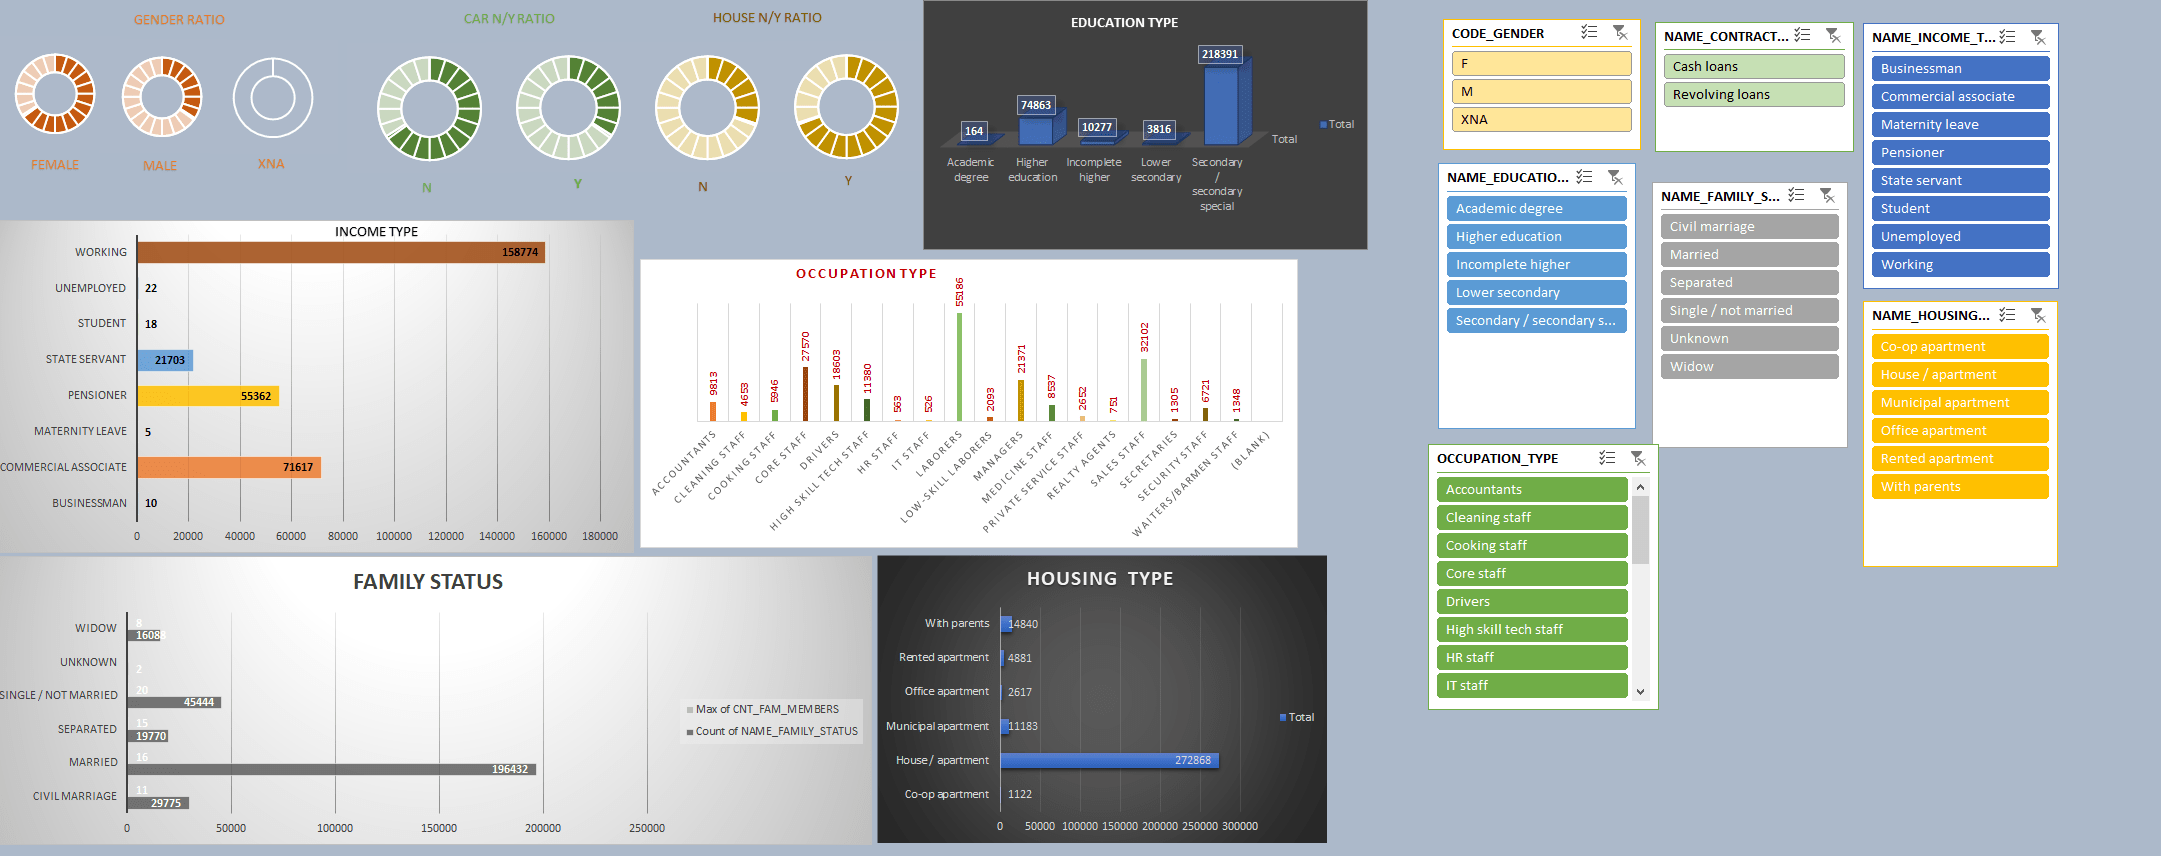 GENDER RATIO
FEMALE
MALE
XNA
CAR N/Y RATIO
N
Y
HOUSE N/Y RATIO
N
Y
EDUCATION TYPE
164
74863
10277
3816
218391
Total
Total
Academic
degree
Higher
education
Incomplete
higher
Lower
secondary
Secondary
/
secondary
special
INCOME TYPE
WORKING
158774
UNEMPLOYED
22
STUDENT
18
STATE SERVANT
21703
PENSIONER
55362
MATERNITY LEAVE
5
COMMERCIAL ASSOCIATE
71617
BUSINESSMAN
10
0 20000 40000 60000 80000 100000 120000 140000 160000 180000
OCCUPATION TYPE
9813
4653
5946
27570
18603
11380
563
526
55186
2093
21371
8537
2652
751
32102
1305
6721
1348
ACCOUNTANTS
CLEANING STAFF
COOKING STAFF
CORE STAFF
DRIVERS
HIGH SKILL TECH STAFF
HR STAFF
IT STAFF
LABORERS
LOW-SKILL LABORERS
MANAGERS
MEDICINE STAFF
PRIVATE SERVICE STAFF
REALTY AGENTS
SALES STAFF
SECRETARIES
SECURITY STAFF
WAITERS/BARMEN STAFF
(BLANK)
FAMILY STATUS
WIDOW
8
16088
UNKNOWN
2
SINGLE / NOT MARRIED
20
45444
SEPARATED
15
19770
MARRIED
16
196432
CIVIL MARRIAGE
11
29775
0 50000 100000 150000 200000 250000
Max of CNT_FAM_MEMBERS
Count of NAME_FAMILY_STATUS
HOUSING TYPE
With parents
14840
Rented apartment
4881
Office apartment
2617
Municipal apartment
11183
House / apartment
272868
Co-op apartment
1122
0 50000 100000 150000 200000 250000 300000
Total
CODE_GENDER
F
M
XNA
NAME_CONTRACT...
Cash loans
Revolving loans
NAME_INCOME_T...
Businessman
Commercial associate
Maternity leave
Pensioner
State servant
Student
Unemployed
Working
NAME_EDUCATIO...
Academic degree
Higher education
Incomplete higher
Lower secondary
Secondary / secondary s...
NAME_FAMILY_S...
Civil marriage
Married
Separated
Single / not married
Unknown
Widow
NAME_HOUSING...
Co-op apartment
House / apartment
Municipal apartment
Office apartment
Rented apartment
With parents
OCCUPATION_TYPE
Accountants
Cleaning staff
Cooking staff
Core staff
Drivers
High skill tech staff
HR staff
IT staff